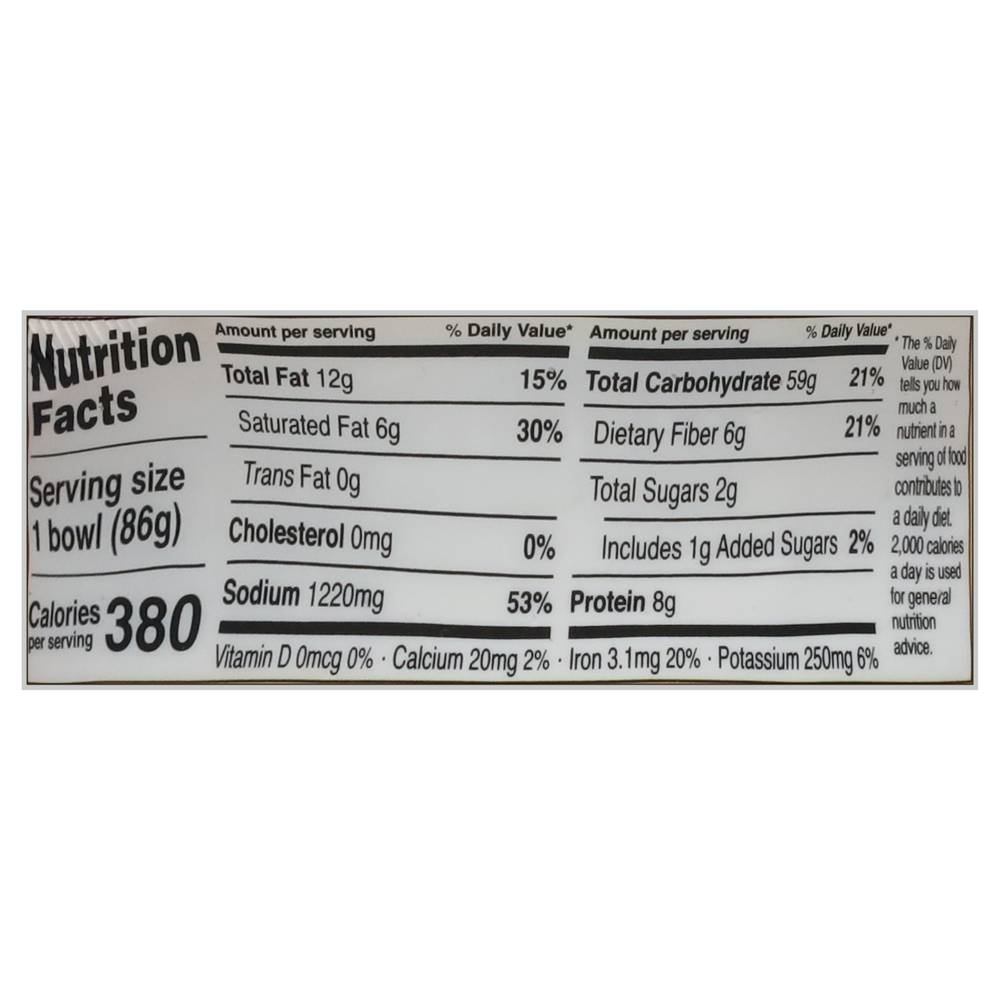 Nutrition
Facts
Serving size
1 bowl (86g)
Calories 380
per serving
Amount per serving % Daily Value*
Total Fat 12g 15%
Saturated Fat 6g 30%
Trans Fat 0g
Cholesterol 0mg 0%
Sodium 1220mg 53%
Amount per serving % Daily Value*
Total Carbohydrate 59g 21%
Dietary Fiber 6g 21%
Total Sugars 2g
Includes 1g Added Sugars 2%
Protein 8g
Vitamin D 0mcg 0% · Calcium 20mg 2% · Iron 3.1mg 20% · Potassium 250mg 6%
* The % Daily
Value (DV)
tells you how
much a
nutrient in a
serving of food
contributes to
a daily diet.
2,000 calories
a day is used
for general
nutrition
advice.